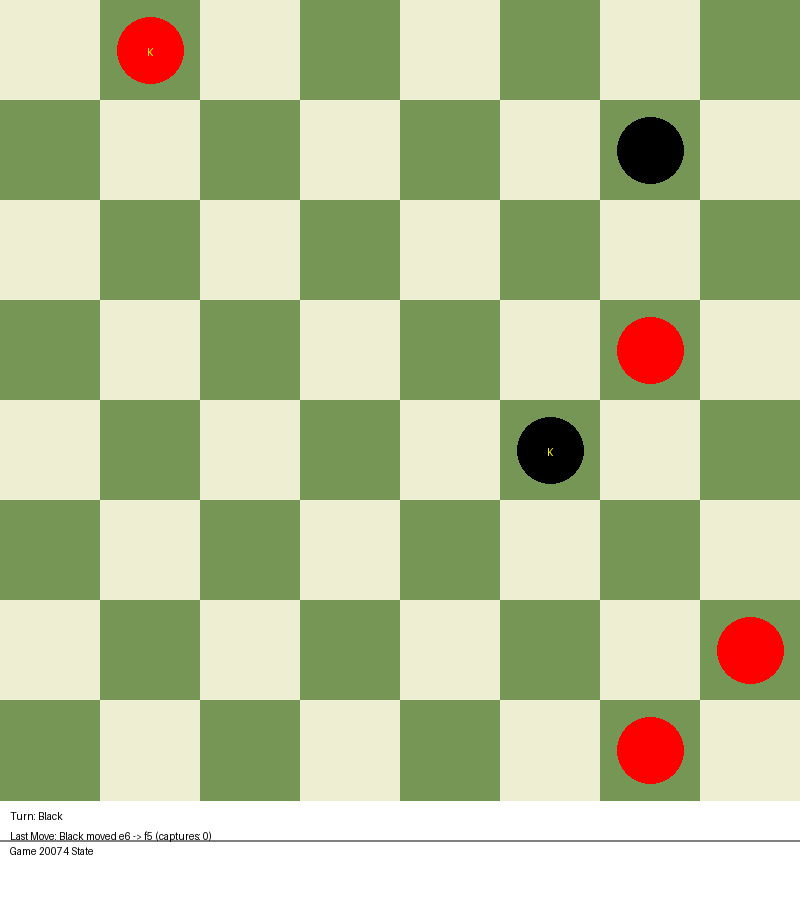 K
K
Turn: Black
Last Move: Black moved e6 -> f5 (captures: 0)
Game 20074 State